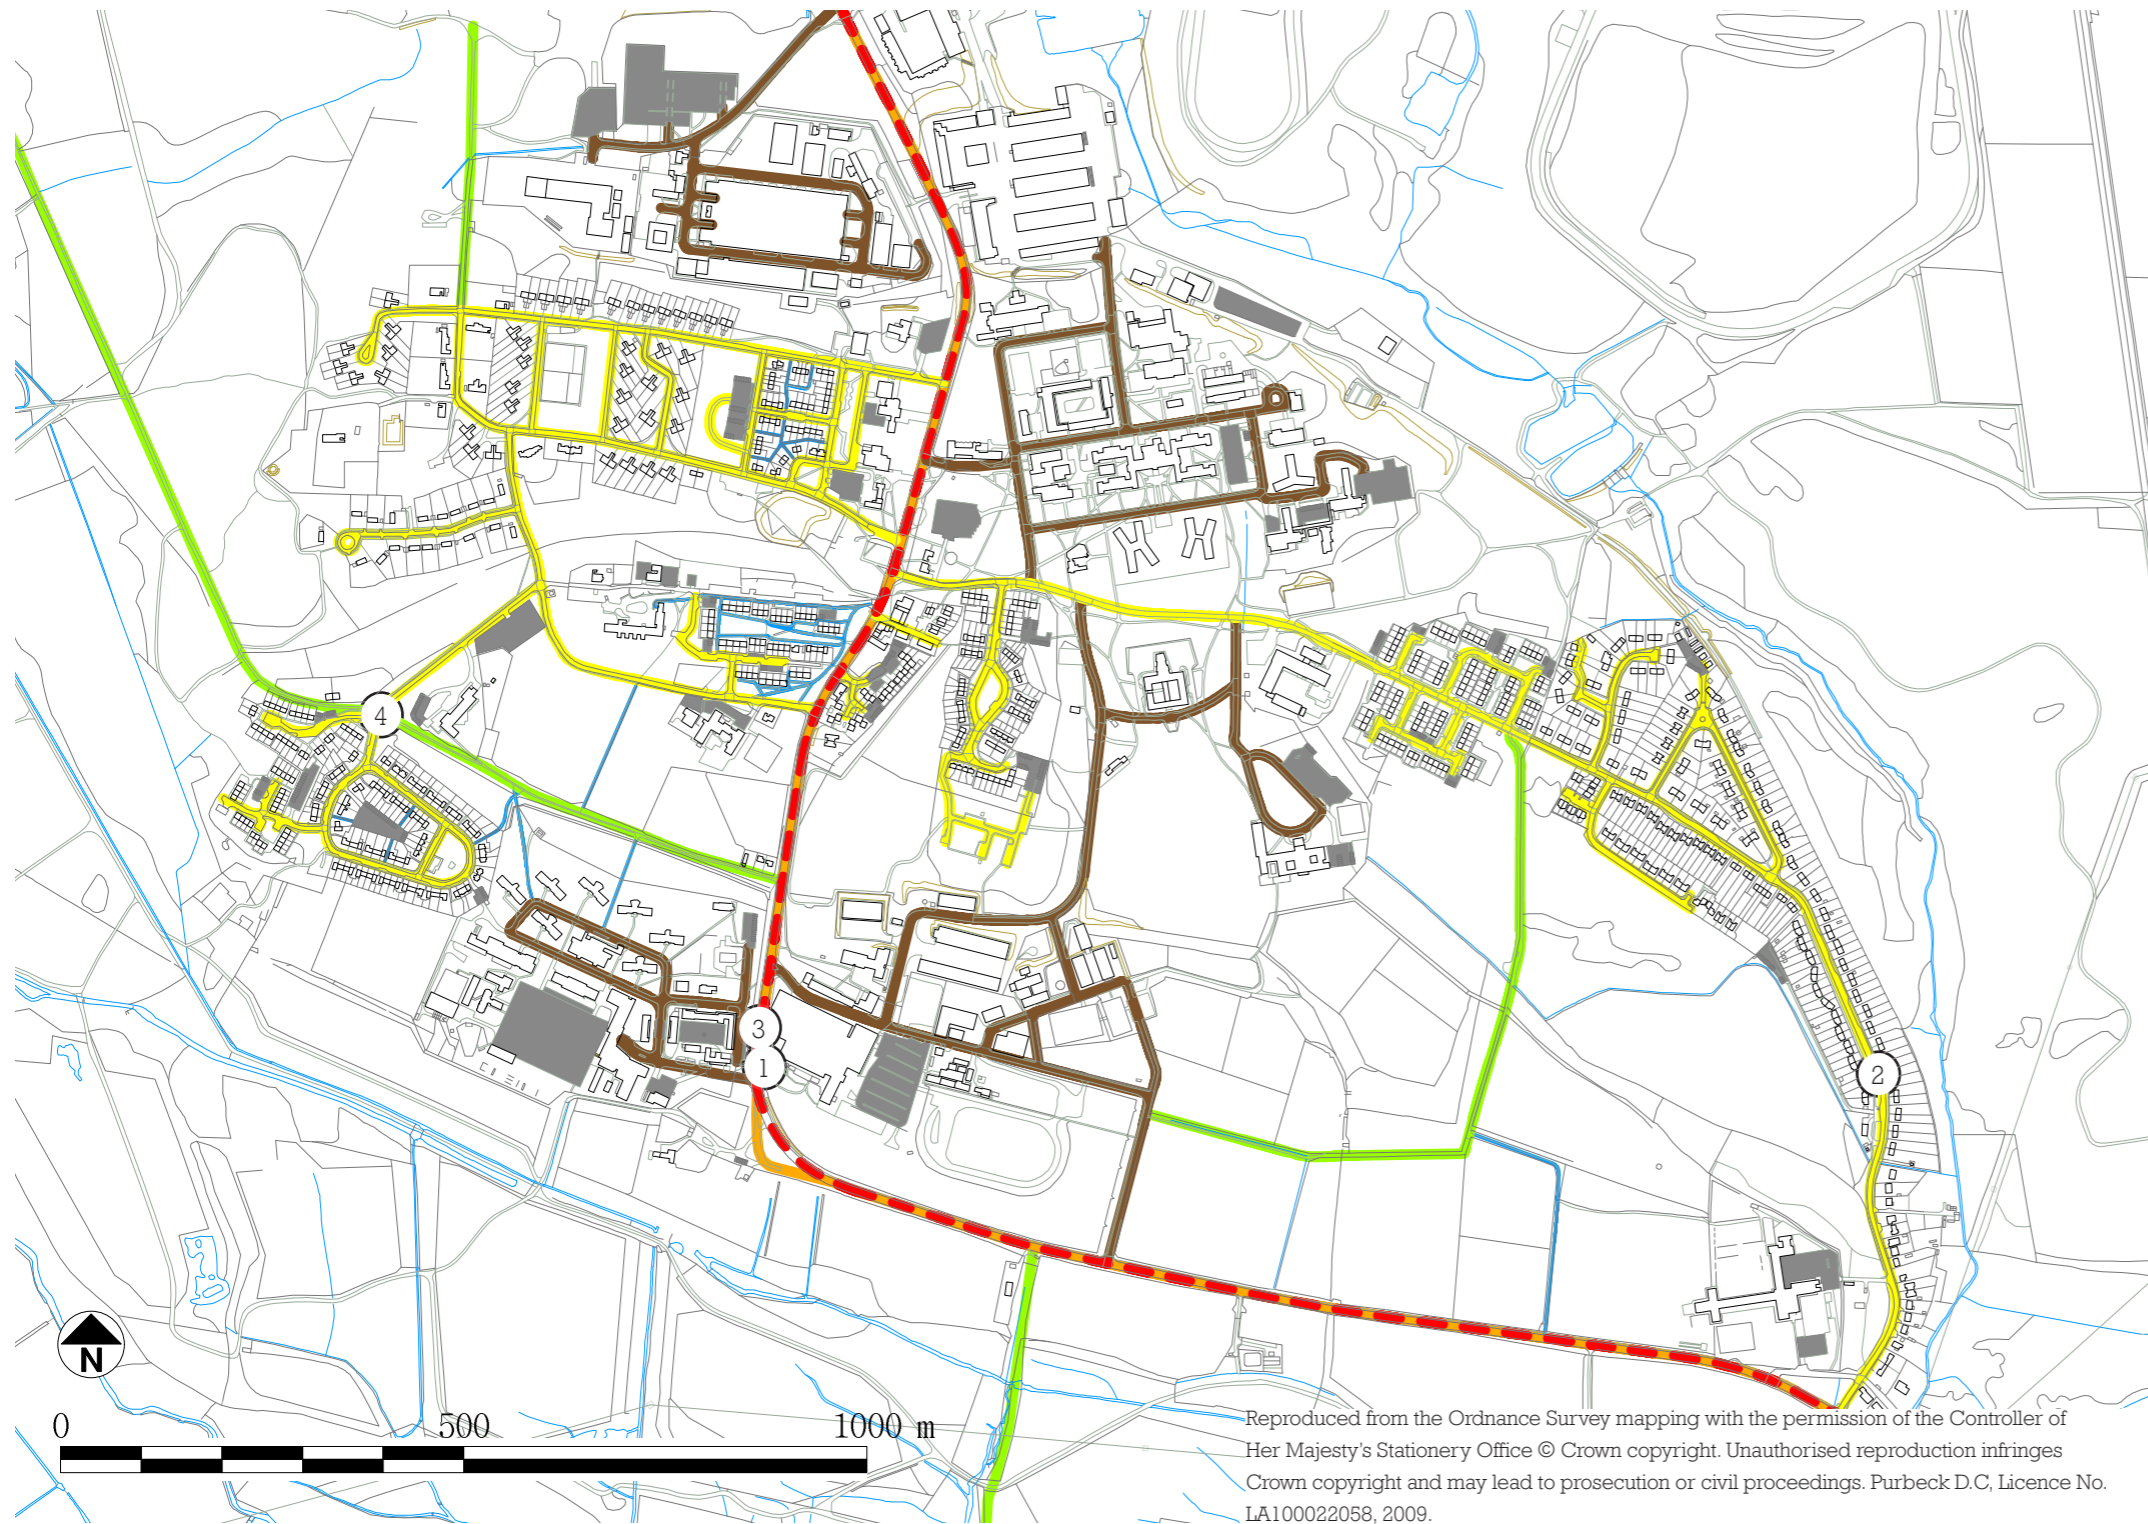 4
3
1
2
N
0 500 1000 m
Reproduced from the Ordnance Survey mapping with the permission of the Controller of
Her Majesty's Stationery Office © Crown copyright. Unauthorised reproduction infringes
Crown copyright and may lead to prosecution or civil proceedings. Purbeck D.C, Licence No.
LA100022058, 2009.